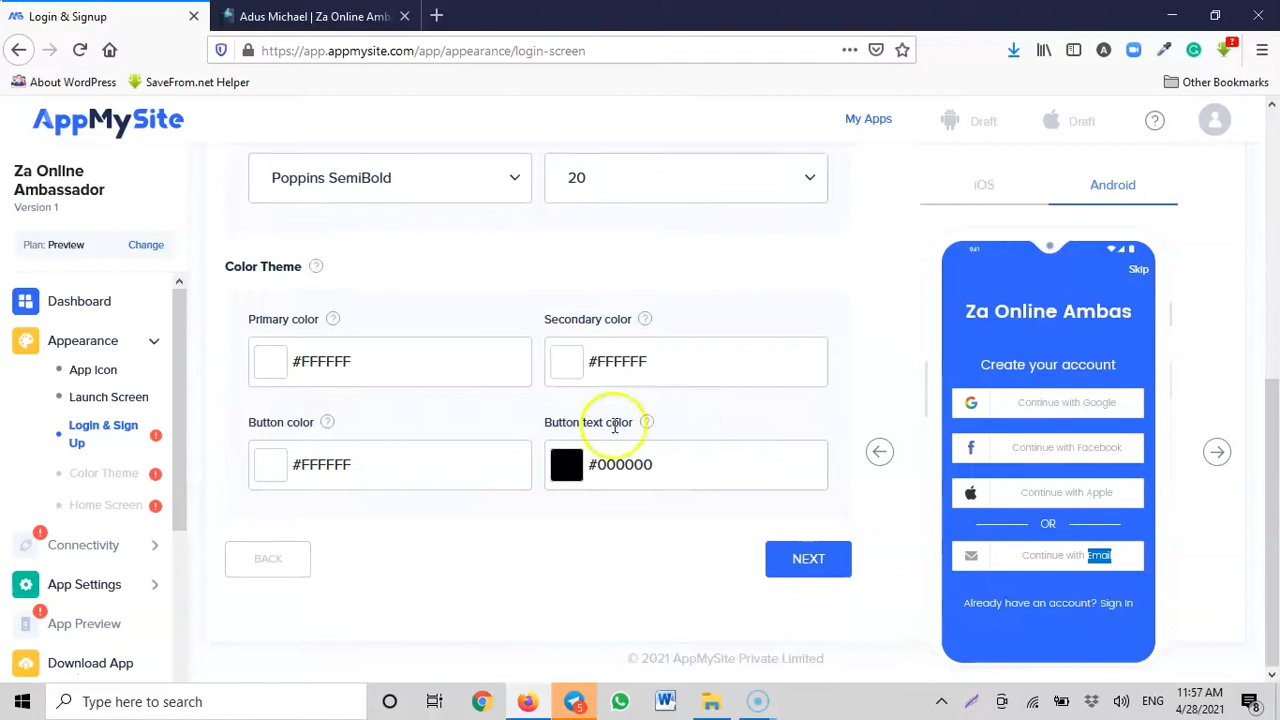 Login & Signup
Adus Michael | Za Online Amba
https://app.appmysite.com/app/appearance/login-screen
About WordPress
SaveFrom.net Helper
Other Bookmarks
AppMySite
My Apps
Draft
Draft
Za Online
Ambassador
Version 1
Plan: Preview
Change
Dashboard
Appearance
App Icon
Launch Screen
Login & Sign
Up
Color Theme
Home Screen
Connectivity
App Settings
App Preview
Download App
Poppins SemiBold
20
Color Theme
Primary color
Secondary color
#FFFFFF
#FFFFFF
Button color
Button text color
#FFFFFF
#000000
BACK
NEXT
© 2021 AppMySite Private Limited
iOS
Android
9:41
Skip
Za Online Ambas
Create your account
Continue with Google
Continue with Facebook
Continue with Apple
OR
Continue with Email
Already have an account? Sign In
Type here to search
5
ENG
11:57 AM
4/28/2021
8